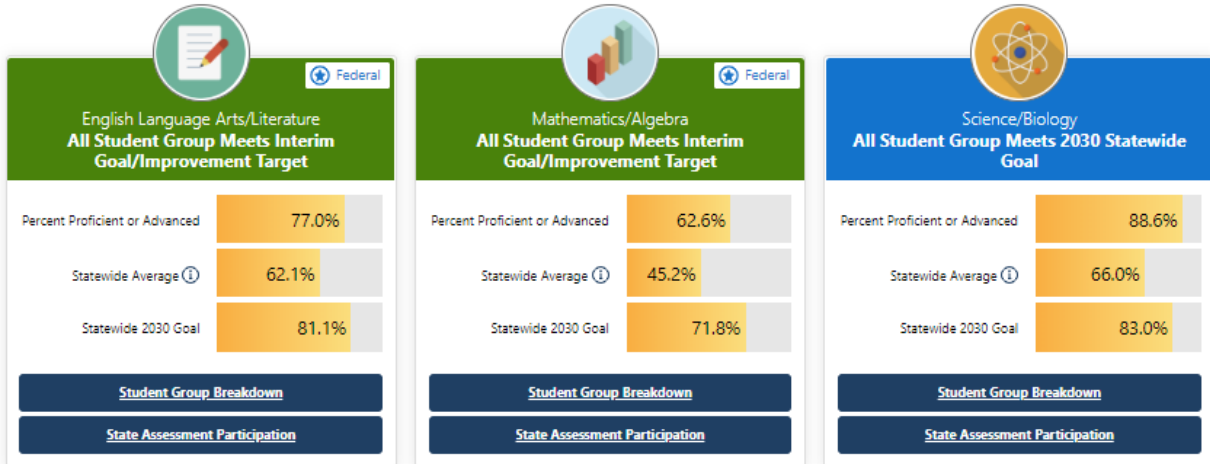 Federal
English Language Arts/Literature
All Student Group Meets Interim
Goal/Improvement Target
Percent Proficient or Advanced 77.0%
Statewide Average 62.1%
Statewide 2030 Goal 81.1%
Student Group Breakdown
State Assessment Participation
Federal
Mathematics/Algebra
All Student Group Meets Interim
Goal/Improvement Target
Percent Proficient or Advanced 62.6%
Statewide Average 45.2%
Statewide 2030 Goal 71.8%
Student Group Breakdown
State Assessment Participation
Science/Biology
All Student Group Meets 2030 Statewide
Goal
Percent Proficient or Advanced 88.6%
Statewide Average 66.0%
Statewide 2030 Goal 83.0%
Student Group Breakdown
State Assessment Participation